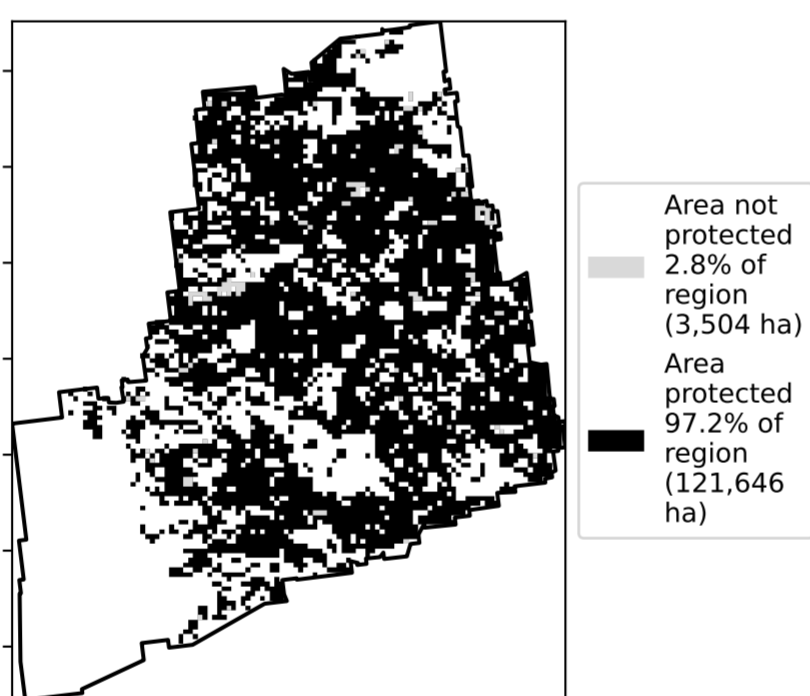 Area not
protected
2.8% of
region
(3,504 ha)
Area
protected
97.2% of
region
(121,646
ha)